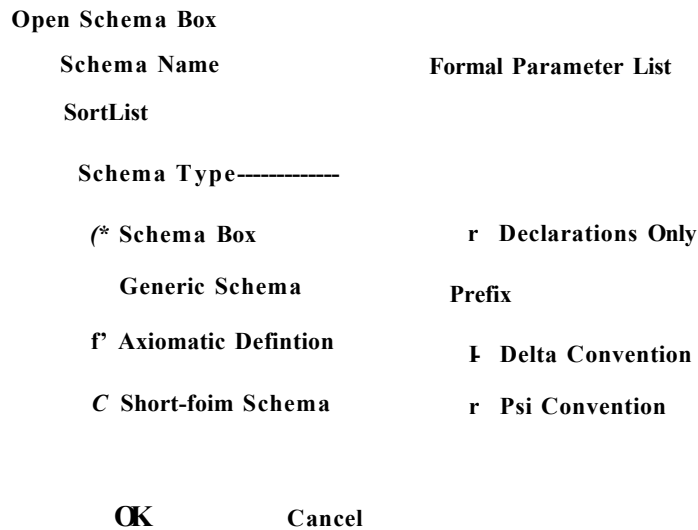 Open Schema Box
Schema Name Formal Parameter List
SortList
Schema Type-------------
(* Schema Box r Declarations Only
Generic Schema Prefix
f' Axiomatic Defintion
I- Delta Convention
C Short-foim Schema r Psi Convention
OK Cancel